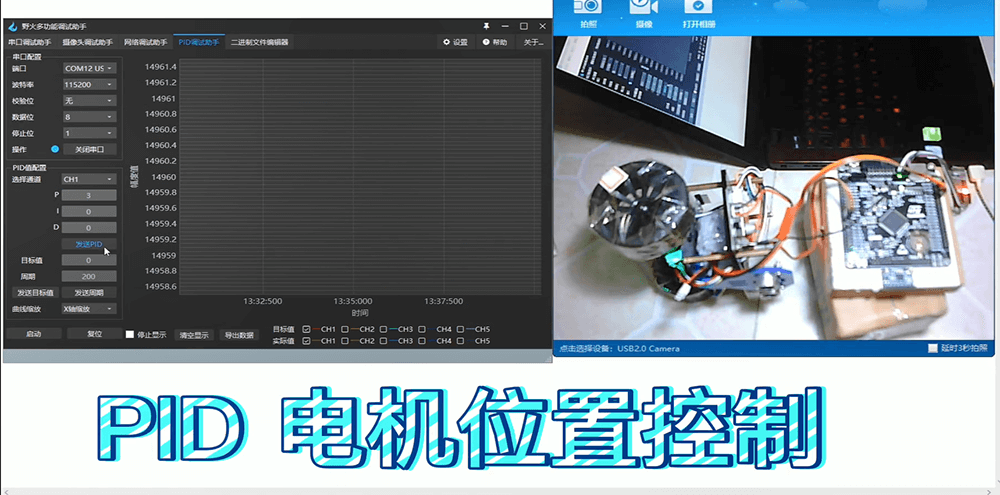 野火多功能调试助手
串口调试助手 摄像头调试助手 网络调试助手 PID调试助手 二进制文件编辑器 设置 帮助 关于...
串口配置
端口 COM12 US
波特率 115200
校验位 无
数据位 8
停止位 1
操作 关闭串口
PID值配置
选择通道 CH1
P 3
I 0
D 0
发送PID
目标值 0
周期 200
发送目标值 发送周期
曲线缩放 X轴缩放
启动 复位 停止显示 清空显示 导出数据
幅度值
14961.4
14961.2
14961
14960.8
14960.6
14960.4
14960.2
14960
14959.8
14959.6
14959.4
14959.2
14959
14958.8
14958.6
13:32:500 13:35:000 13:37:500
时间
目标值 CH1 CH2 CH3 CH4 CH5
实际值 CH1 CH2 CH3 CH4 CH5
拍照 摄像 打开相册
点击选择设备: USB2.0 Camera 延时3秒拍照
PID 电机位置控制